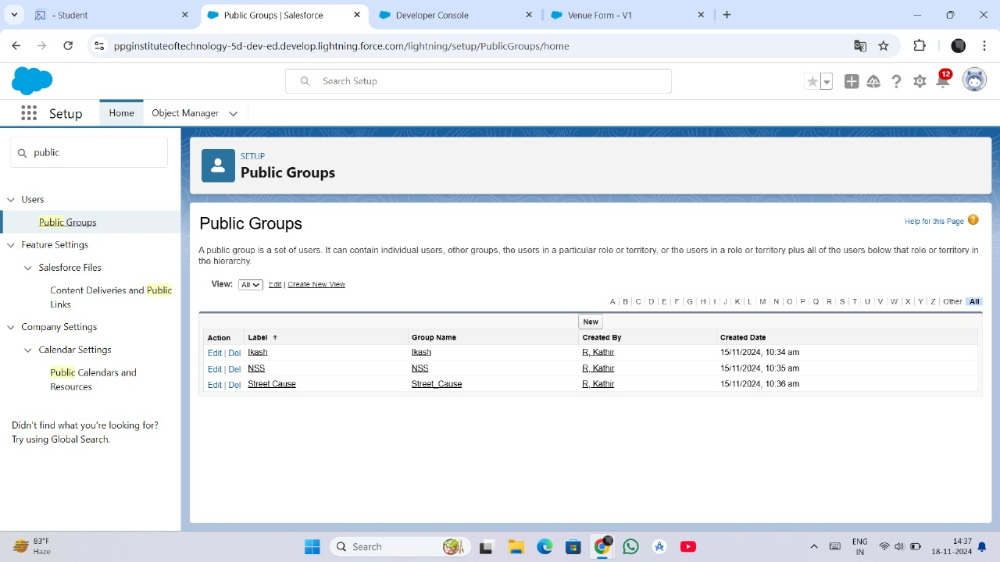 - Student
Public Groups | Salesforce
Developer Console
Venue Form - V1
ppginstituteoftechnology-5d-dev-ed.develop.lightning.force.com/lightning/setup/PublicGroups/home
Search Setup
12
Setup
Home
Object Manager
public
Users
Public Groups
Feature Settings
Salesforce Files
Content Deliveries and Public
Links
Company Settings
Calendar Settings
Public Calendars and
Resources
Didn't find what you're looking for?
Try using Global Search.
SETUP
Public Groups
Public Groups
Help for this Page ?
A public group is a set of users. It can contain individual users, other groups, the users in a particular role or territory, or the users in a role or territory plus all of the users below that role or territory in
the hierarchy.
View: All Edit | Create New View
A | B | C | D | E | F | G | H | I | J | K | L | M | N | O | P | Q | R | S | T | U | V | W | X | Y | Z | Other All
New
Action Label ↑ Group Name Created By Created Date
Edit | Del Ikash Ikash R, Kathir 15/11/2024, 10:34 am
Edit | Del NSS NSS R, Kathir 15/11/2024, 10:35 am
Edit | Del Street Cause Street_Cause R, Kathir 15/11/2024, 10:36 am
83°F
Haze
Search
ENG
IN
14:37
18-11-2024